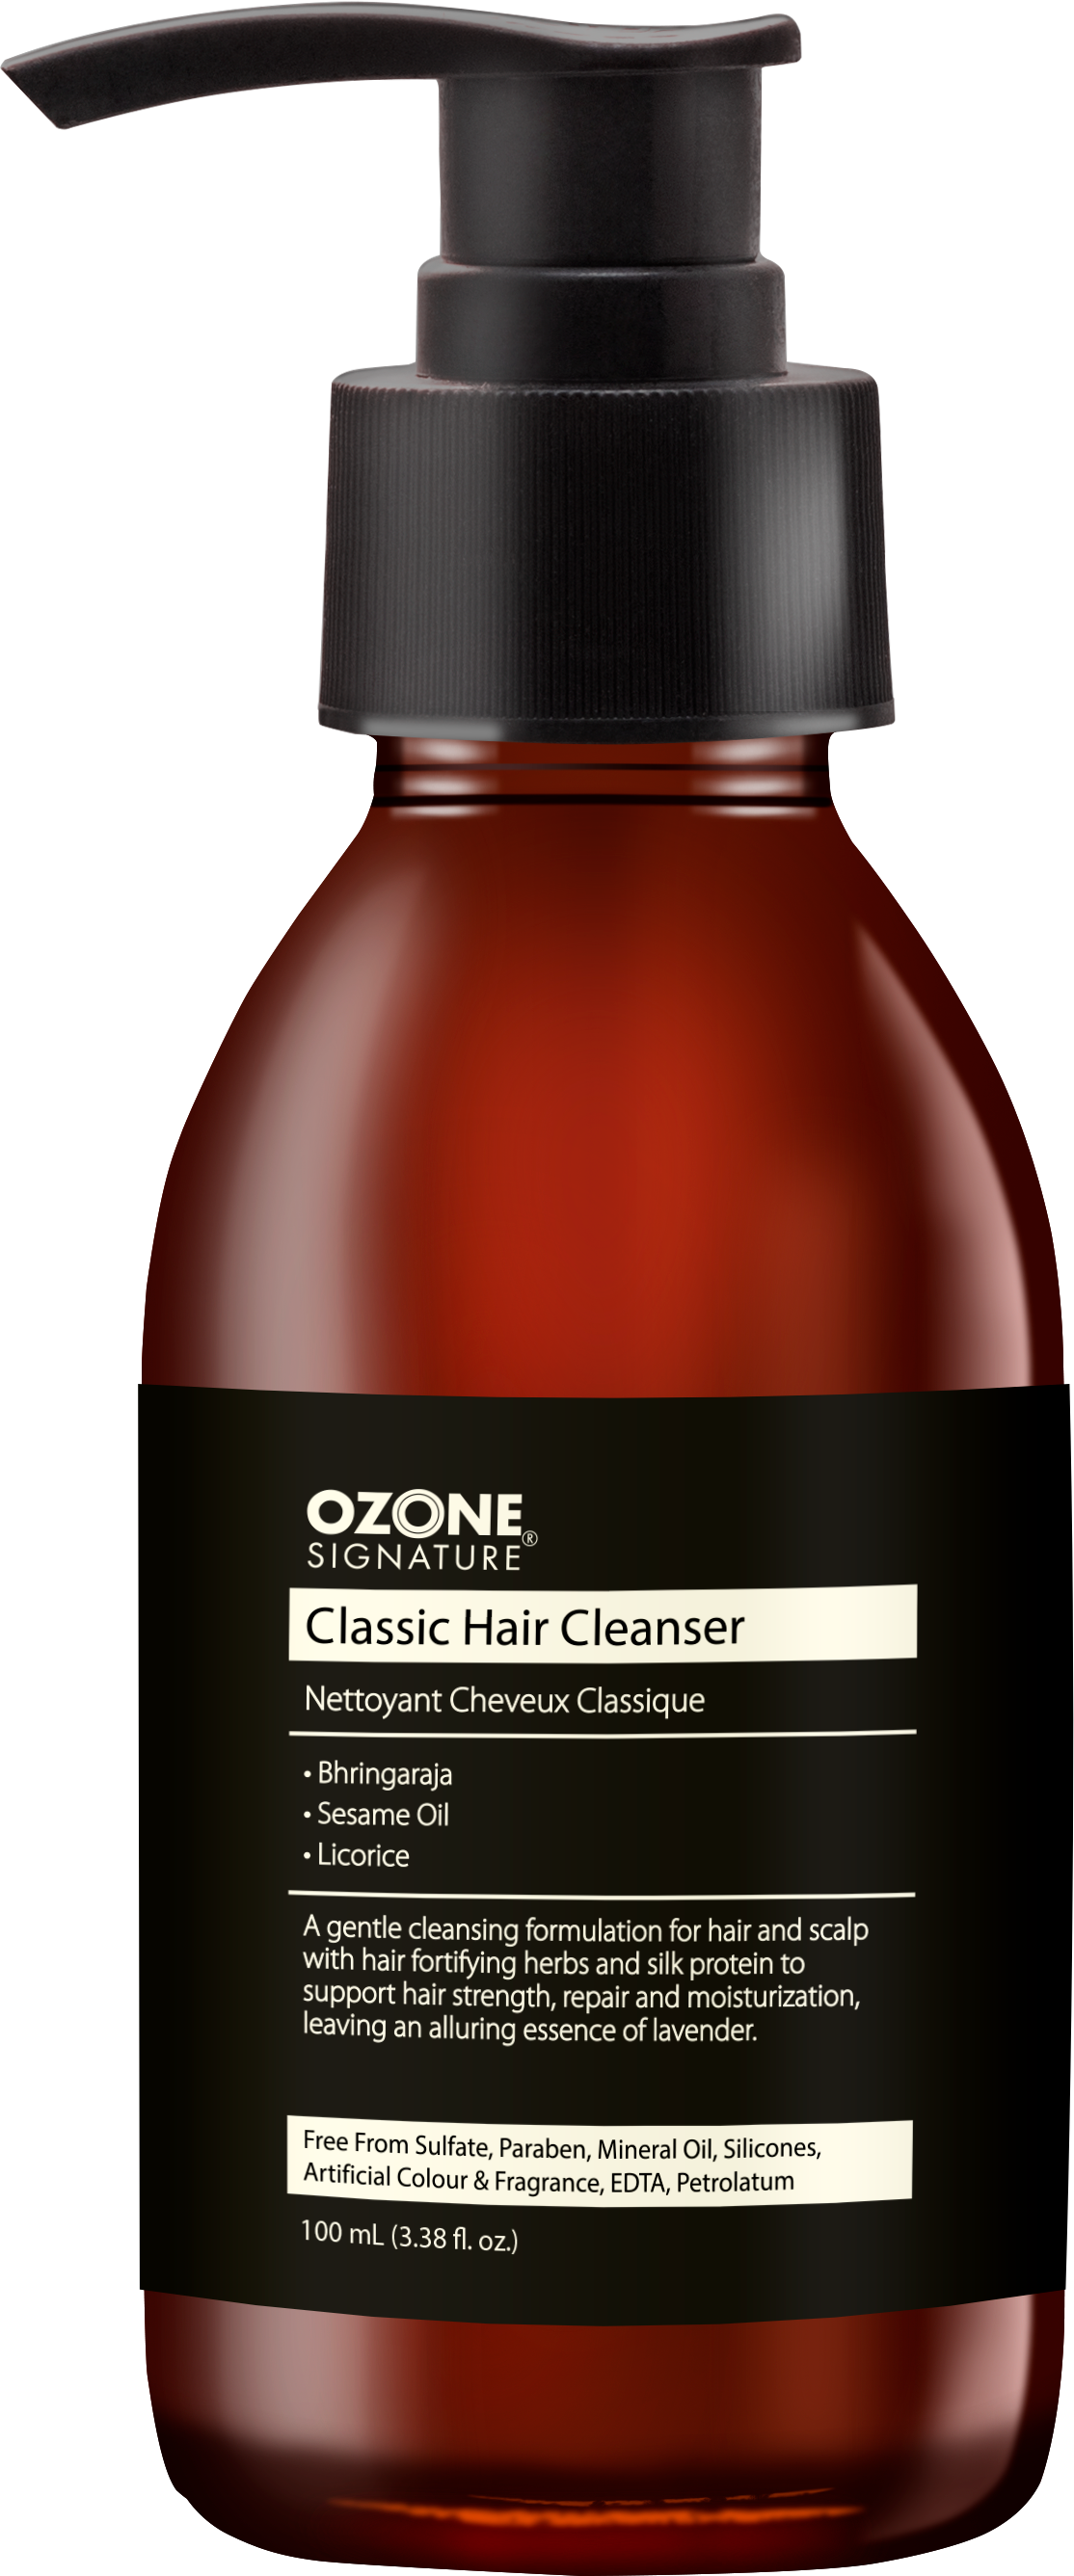 OZONE
SIGNATURE®
Classic Hair Cleanser
Nettoyant Cheveux Classique
• Bhringaraja
• Sesame Oil
• Licorice
A gentle cleansing formulation for hair and scalp
with hair fortifying herbs and silk protein to
support hair strength, repair and moisturization,
leaving an alluring essence of lavender.
Free From Sulfate, Paraben, Mineral Oil, Silicones,
Artificial Colour & Fragrance, EDTA, Petrolatum
100 mL (3.38 fl. oz.)